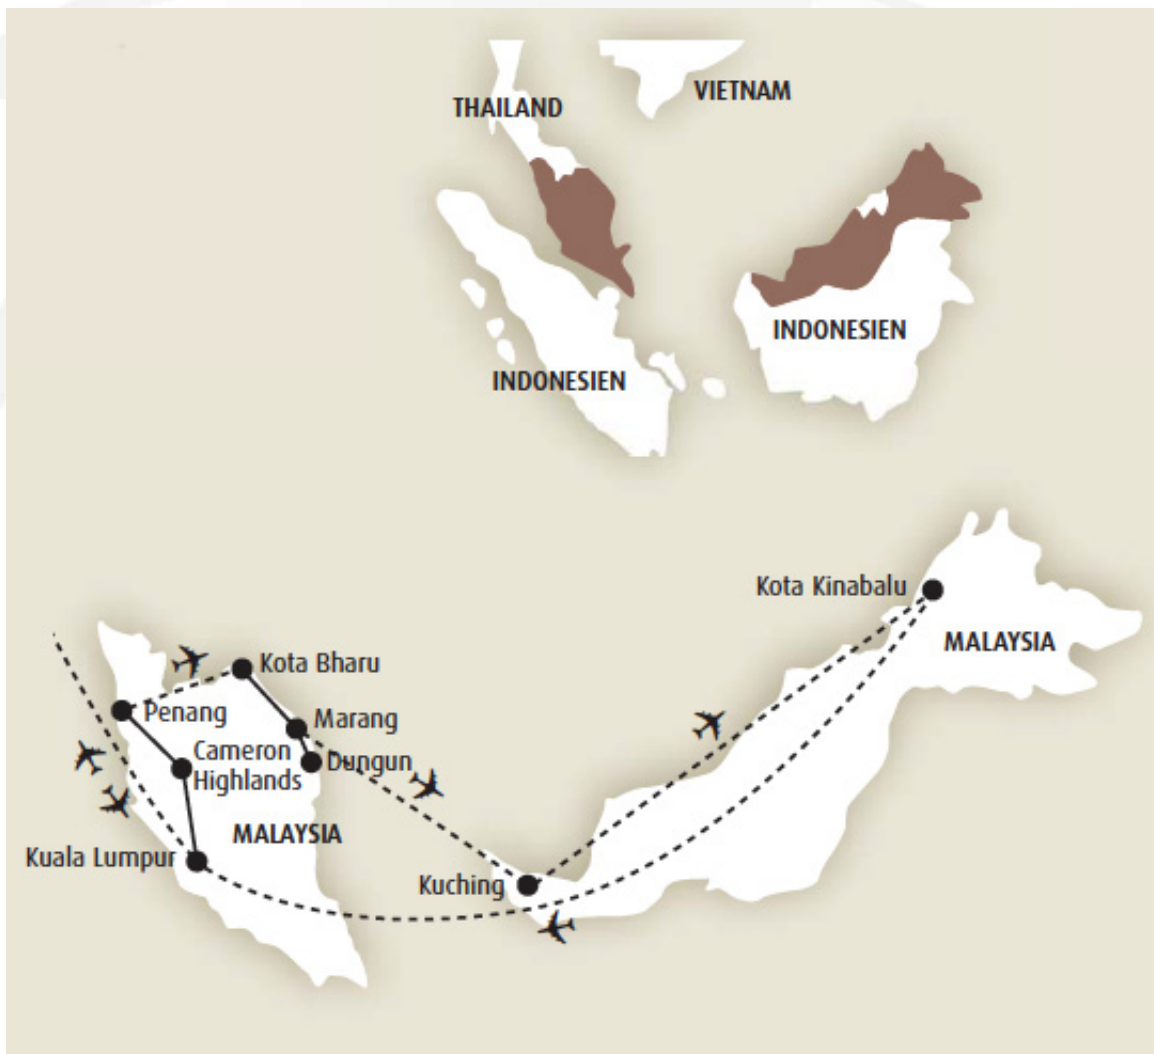 VIETNAM
THAILAND
INDONESIEN
INDONESIEN
Kota Kinabalu
MALAYSIA
Kota Bharu
Penang
Marang
Cameron
Highlands
Dungun
MALAYSIA
Kuala Lumpur
Kuching